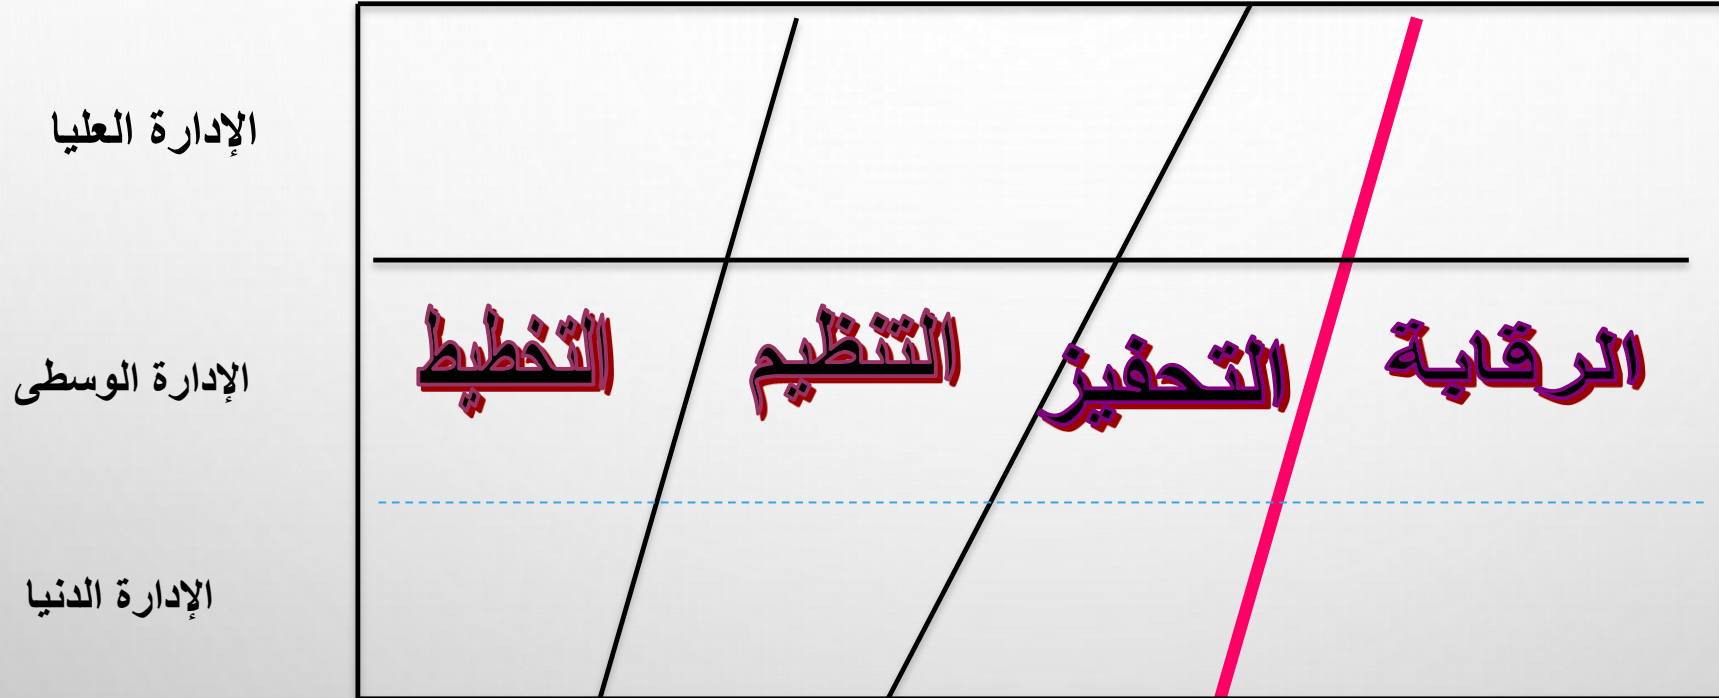 الإدارة العليا
الإدارة الوسطى
الرقابة
التحفيز
التنظيم
التخطيط
الإدارة الدنيا